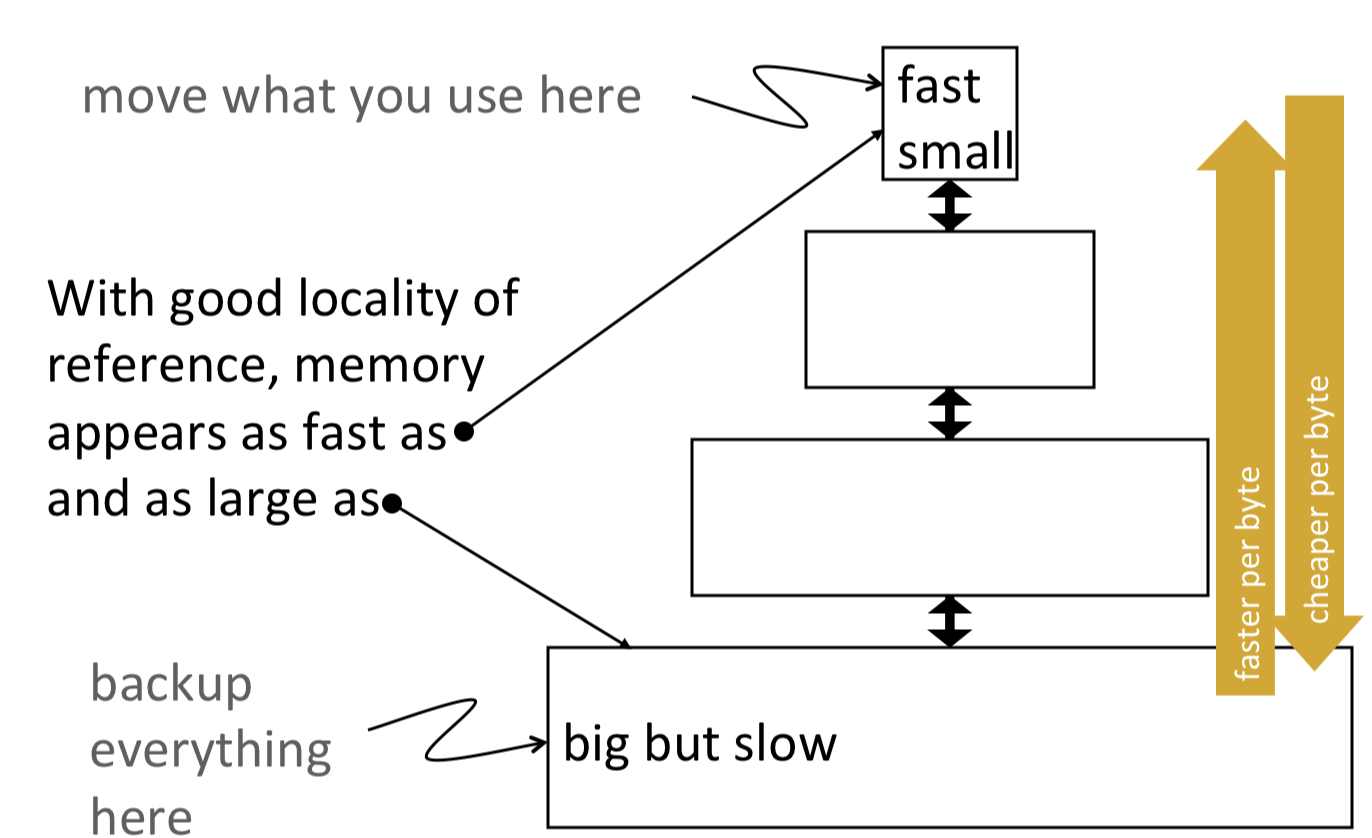 move what you use here
fast
small
With good locality of
reference, memory
appears as fast as
and as large as
backup
everything
here
big but slow
faster per byte
cheaper per byte